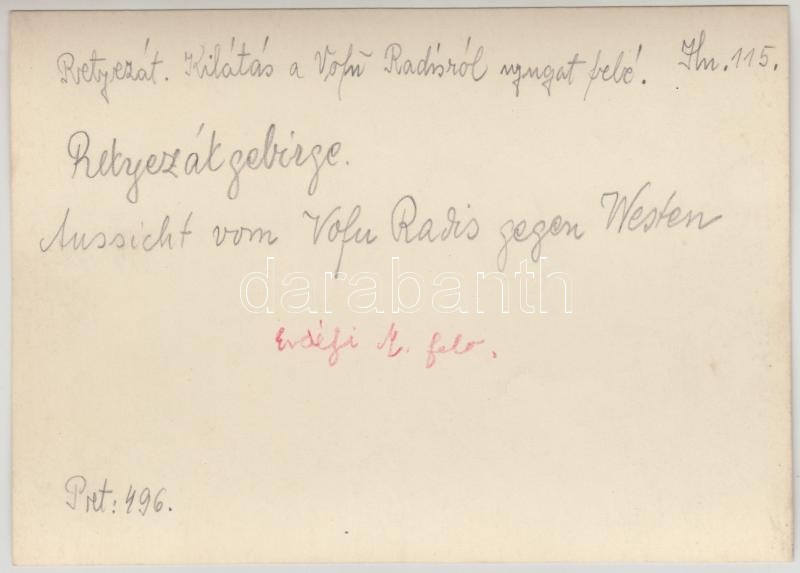 Retyezát. Kilátás a Vofu Radisról nyugat felé. Hn. 115.
Retyezátgebirge.
Aussicht vom Vofu Radis gegen Westen
darabanth
Erdélyi M. felv.
Pret: 496.